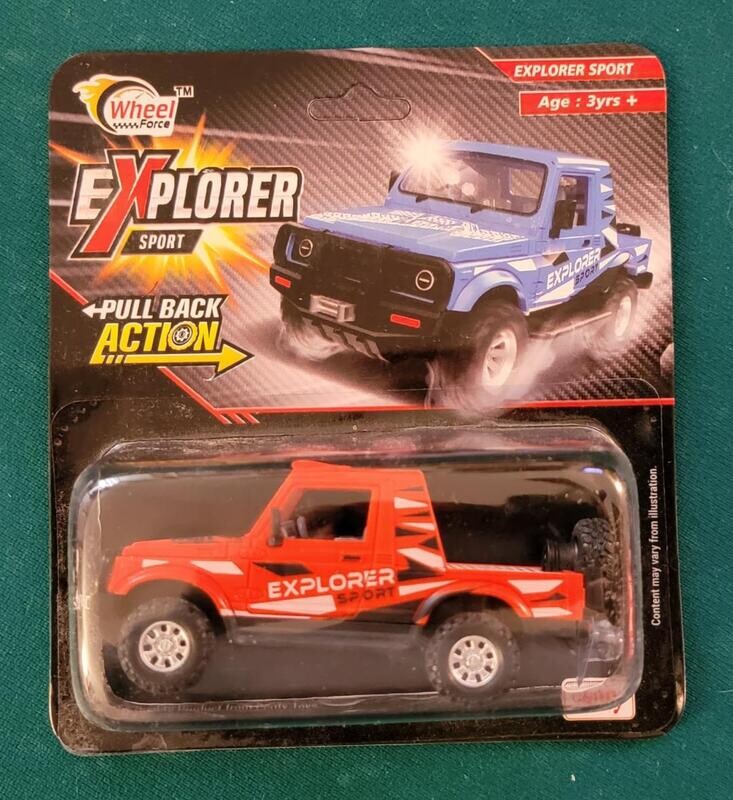 Wheel
Force
TM
EXPLORER SPORT
Age : 3yrs +
EXPLORER
SPORT
PULL BACK
ACTION
EXPLORER
SPORT
EXPLORER
SPORT
Content may vary from illustration.